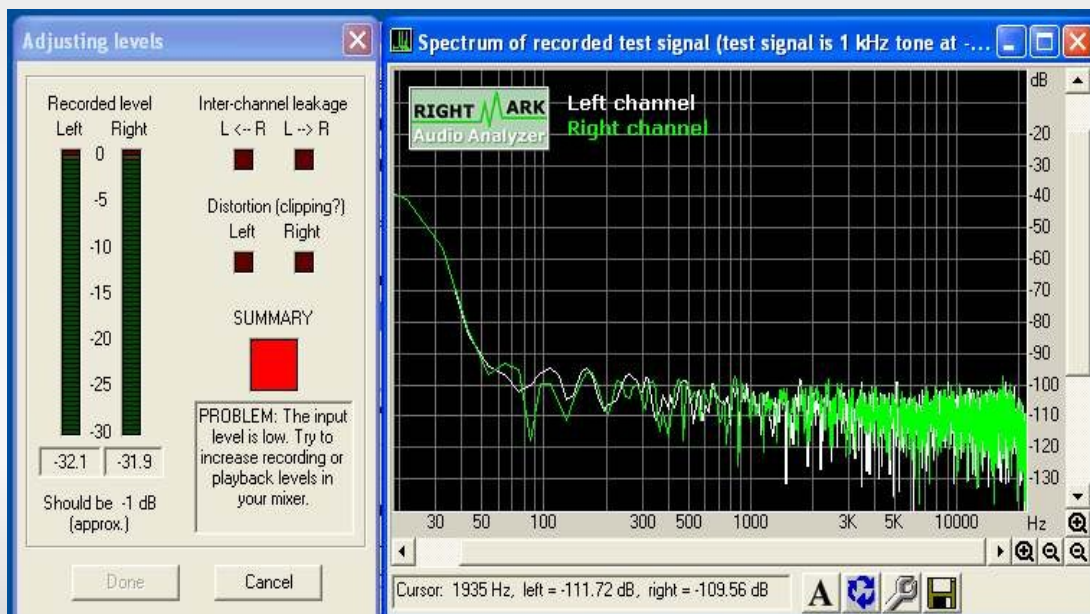 Adjusting levels
Recorded level
Left Right
0
-5
-10
-15
-20
-25
-30
-32.1 -31.9
Should be -1 dB
(approx.)
Inter-channel leakage
L <-- R L --> R
Distortion (clipping?)
Left Right
SUMMARY
PROBLEM: The input
level is low. Try to
increase recording or
playback levels in
your mixer.
Done Cancel
Spectrum of recorded test signal (test signal is 1 kHz tone at -...
RIGHT MARK
Audio Analyzer
Left channel
Right channel
dB
-20
-30
-40
-50
-60
-70
-80
-90
-100
-110
-120
-130
30 50 100 300 500 1000 3K 5K 10000 Hz
Cursor: 1935 Hz, left = -111.72 dB, right = -109.56 dB
A